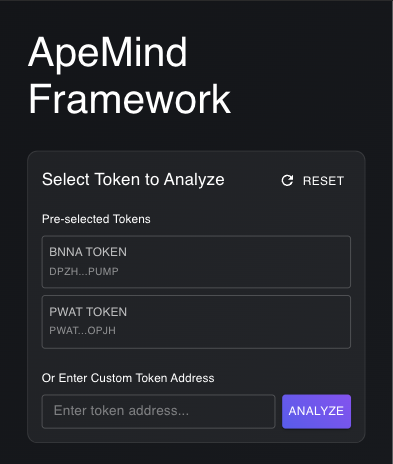 ApeMind
Framework
Select Token to Analyze
RESET
Pre-selected Tokens
BNNA TOKEN
DPZH...PUMP
PWAT TOKEN
PWAT...OPJH
Or Enter Custom Token Address
Enter token address...
ANALYZE